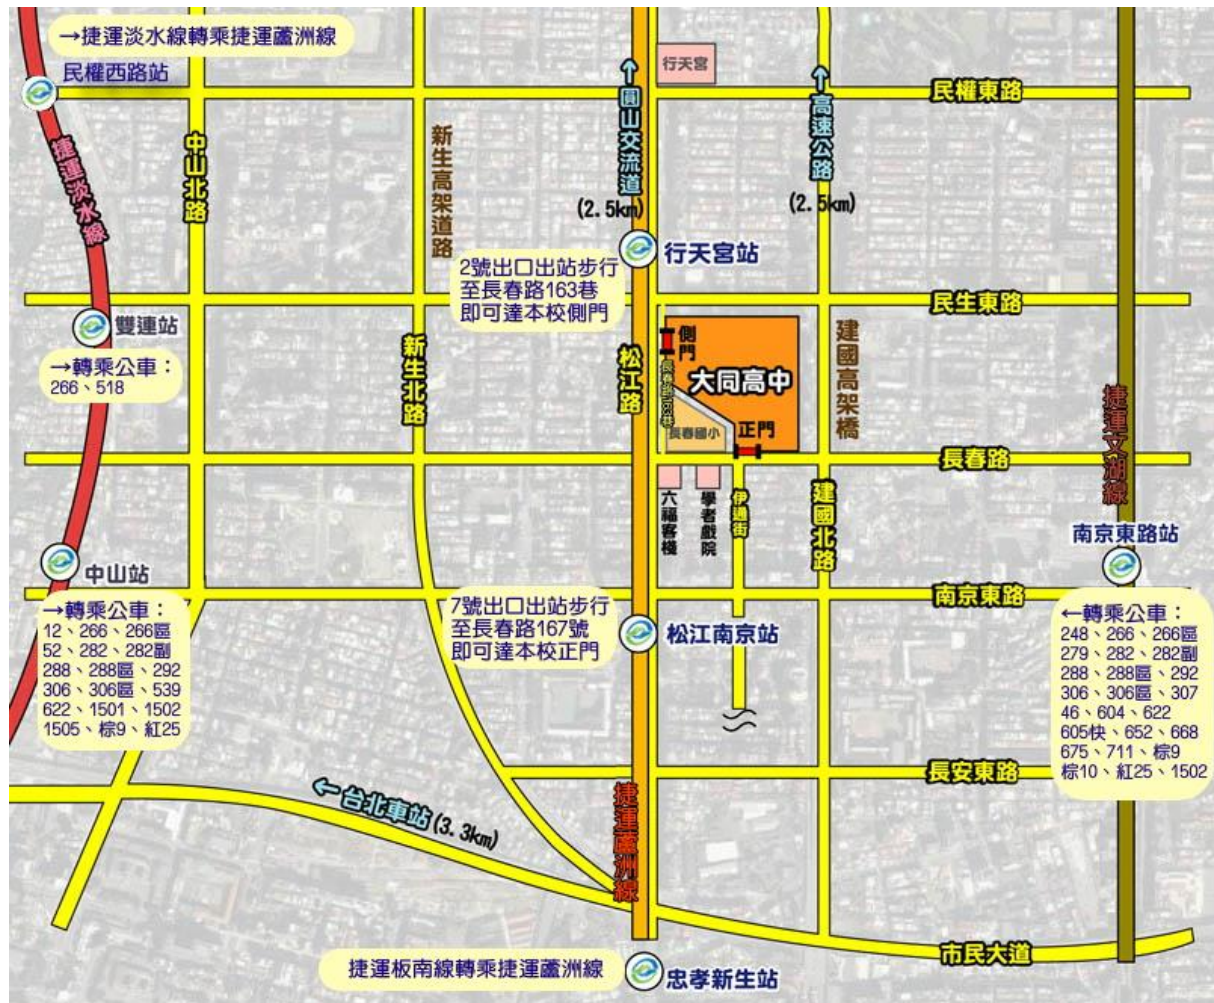 →捷運淡水線轉乘捷運蘆洲線
民權西路站
行天宮
民權東路
捷運淡水線
中山北路
新生高架道路
↑圓山交流道
(2.5km)
↑高速公路
(2.5km)
行天宮站
2號出口出站步行
至長春路163巷
即可達本校側門
民生東路
雙連站
→轉乘公車：
266、518
新生北路
松江路
側門
長春路163巷
大同高中
長春國小
正門
建國高架橋
捷運文湖線
長春路
六福客棧
學者戲院
伊通街
建國北路
南京東路站
中山站
→轉乘公車：
12、266、266區
52、282、282副
288、288區、292
306、306區、539
622、1501、1502
1505、棕9、紅25
7號出口出站步行
至長春路167號
即可達本校正門
松江南京站
南京東路
←轉乘公車：
248、266、266區
279、282、282副
288、288區、292
306、306區、307
46、604、622
605快、652、668
675、711、棕9
棕10、紅25、1502
長安東路
←台北車站(3.3km)
捷運蘆洲線
市民大道
捷運板南線轉乘捷運蘆洲線
忠孝新生站